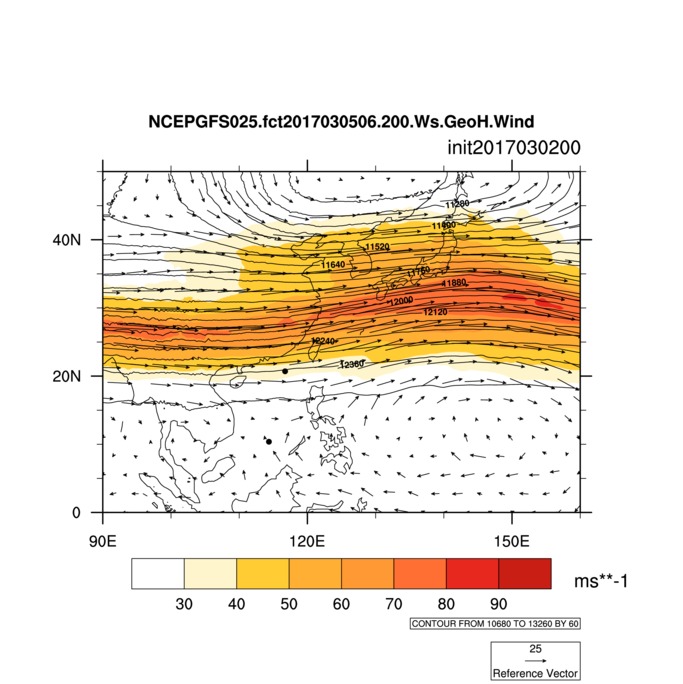 NCEPGFS025.fct2017030506.200.Ws.GeoH.Wind
init2017030200
11280
11400
11520
11640
11760
11880
12000
12120
12240
12360
40N
20N
0
90E 120E 150E
30 40 50 60 70 80 90
ms**-1
CONTOUR FROM 10680 TO 13260 BY 60
25
Reference Vector